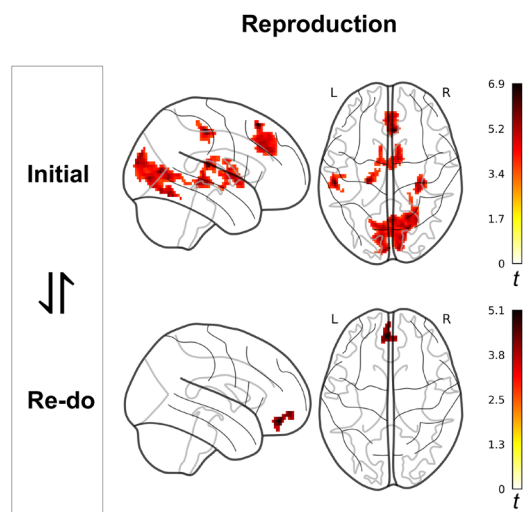 Reproduction
Initial
L
R
6.9
5.2
3.4
1.7
0
t
Re-do
L
R
5.1
3.8
2.5
1.3
0
t